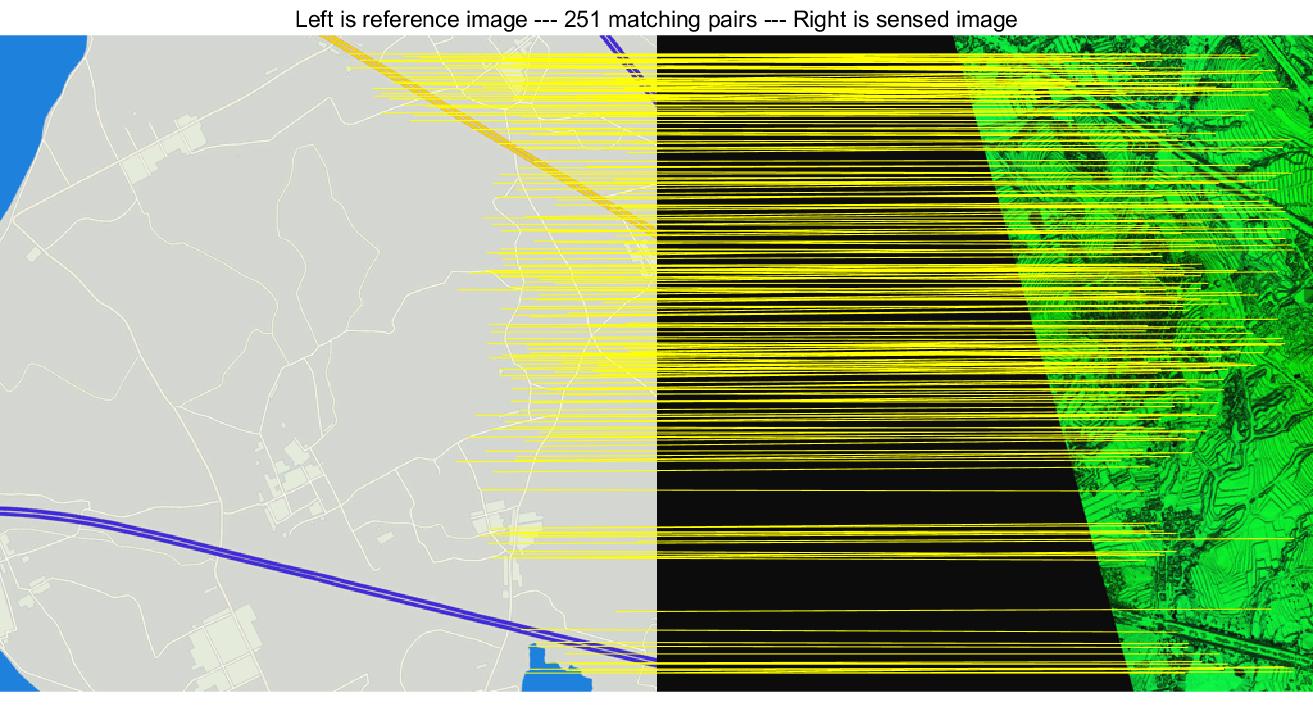 Left is reference image --- 251 matching pairs --- Right is sensed image